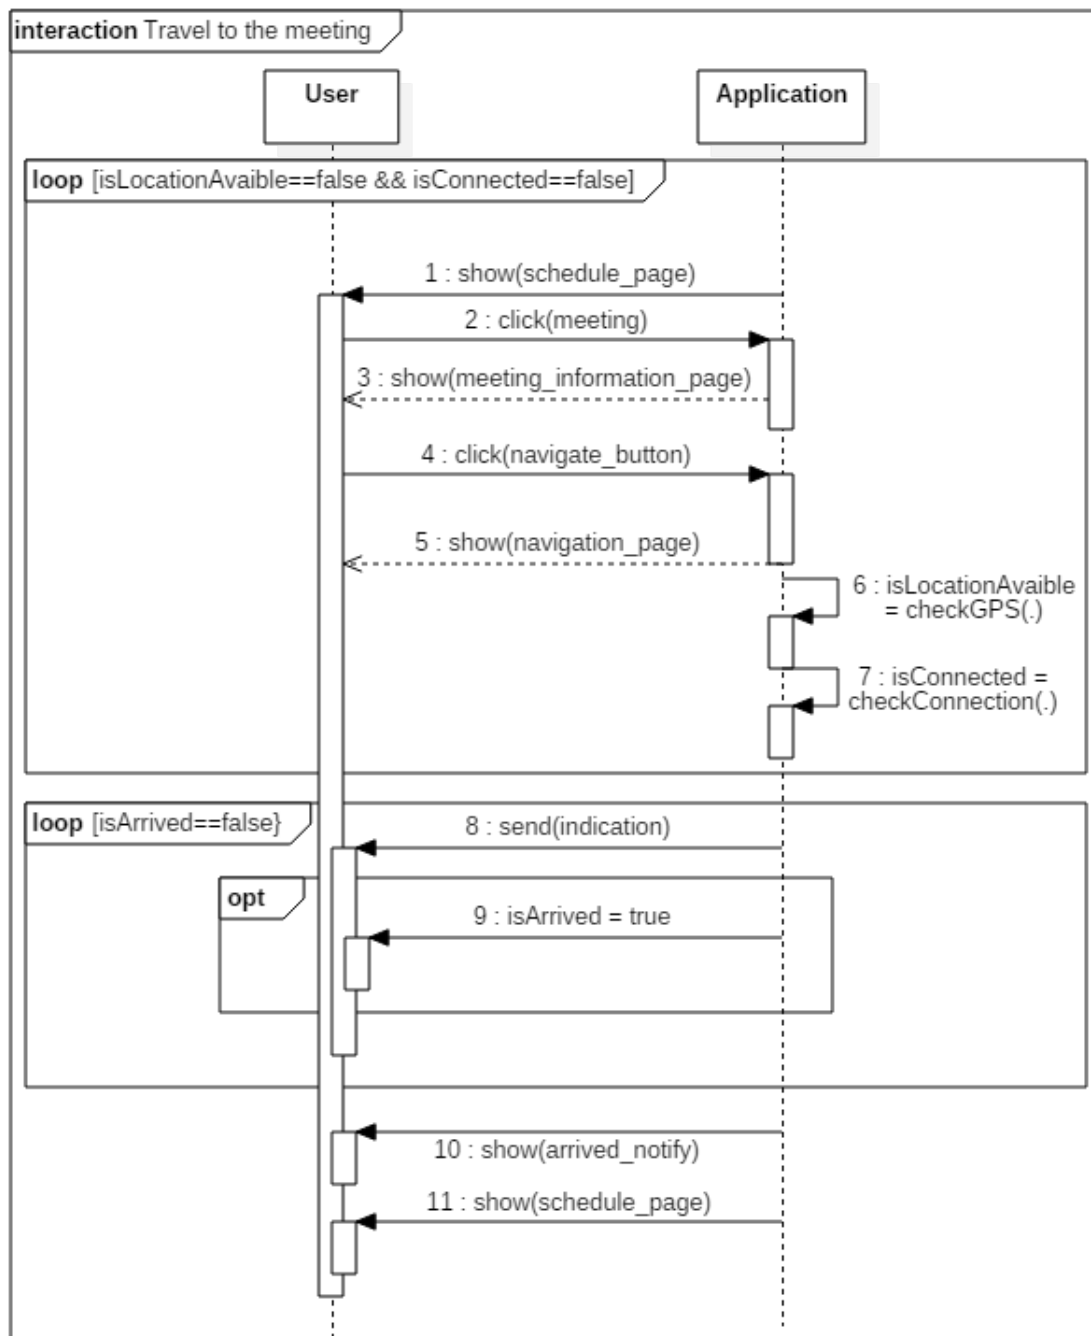 interaction Travel to the meeting
User
Application
loop [isLocationAvaible==false && isConnected==false]
1 : show(schedule_page)
2 : click(meeting)
3 : show(meeting_information_page)
4 : click(navigate_button)
5 : show(navigation_page)
6 : isLocationAvaible
= checkGPS(.)
7 : isConnected =
checkConnection(.)
loop [isArrived==false}
8 : send(indication)
opt
9 : isArrived = true
10 : show(arrived_notify)
11 : show(schedule_page)